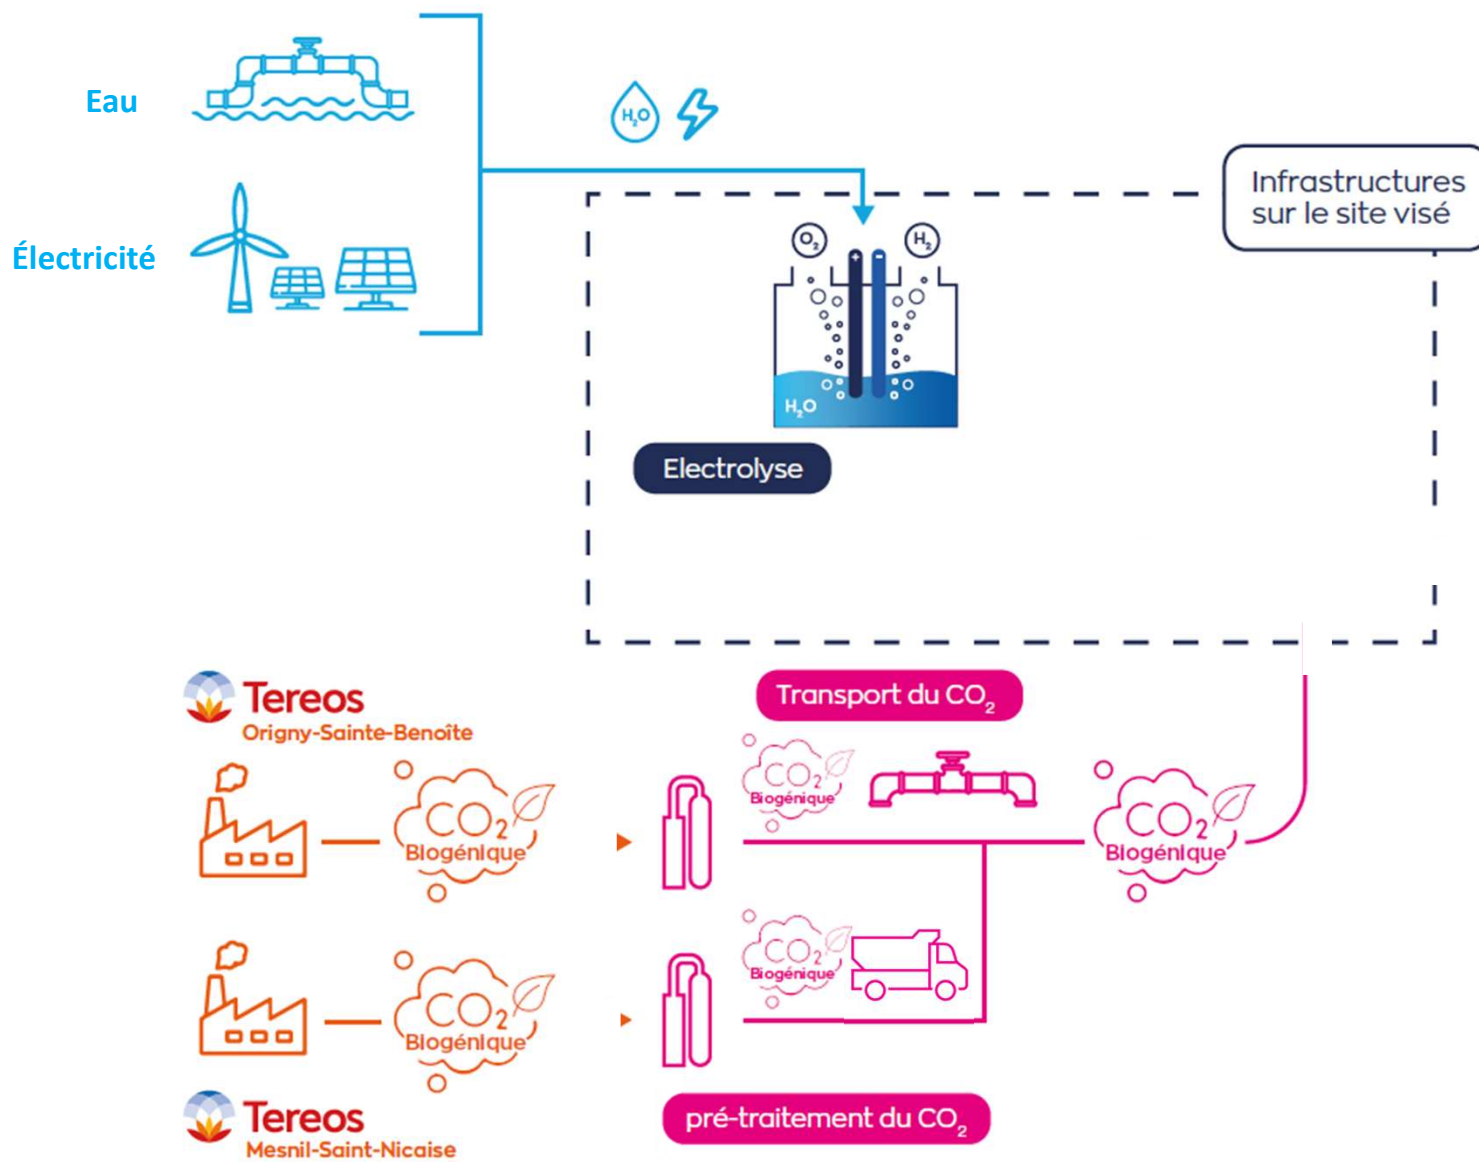 Eau
H₂O
Électricité
Infrastructures
sur le site visé
O₂
H₂
+
-
H₂O
Electrolyse
Tereos
Origny-Sainte-Benoîte
Transport du CO₂
CO₂
Biogénique
CO₂
Biogénique
CO₂
Biogénique
CO₂
Biogénique
CO₂
Biogénique
Tereos
Mesnil-Saint-Nicaise
pré-traitement du CO₂